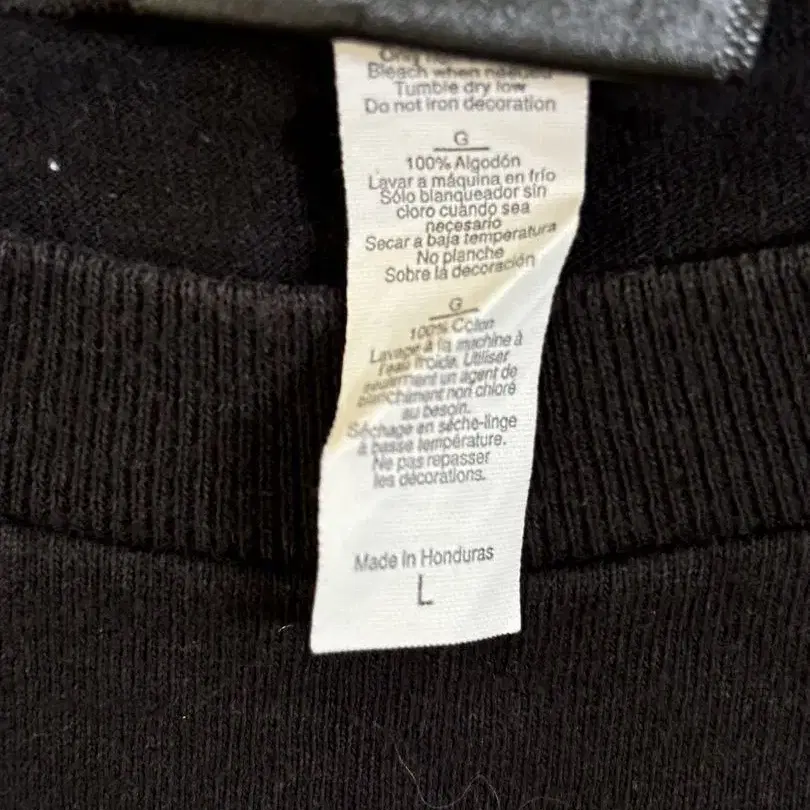 Bleach when needed
Tumble dry low
Do not iron decoration
G
100% Algodón
Lavar a máquina en frío
Sólo blanqueador sin
cloro cuando sea
necesario
Secar a baja temperatura
No planche
Sobre la decoración
G
100% Coton
Lavage à la machine à
l'eau froide. Utiliser
seulement un agent de
blanchiment non chloré
au besoin.
Séchage en sèche-linge
à basse température.
Ne pas repasser
les décorations.
Made in Honduras
L